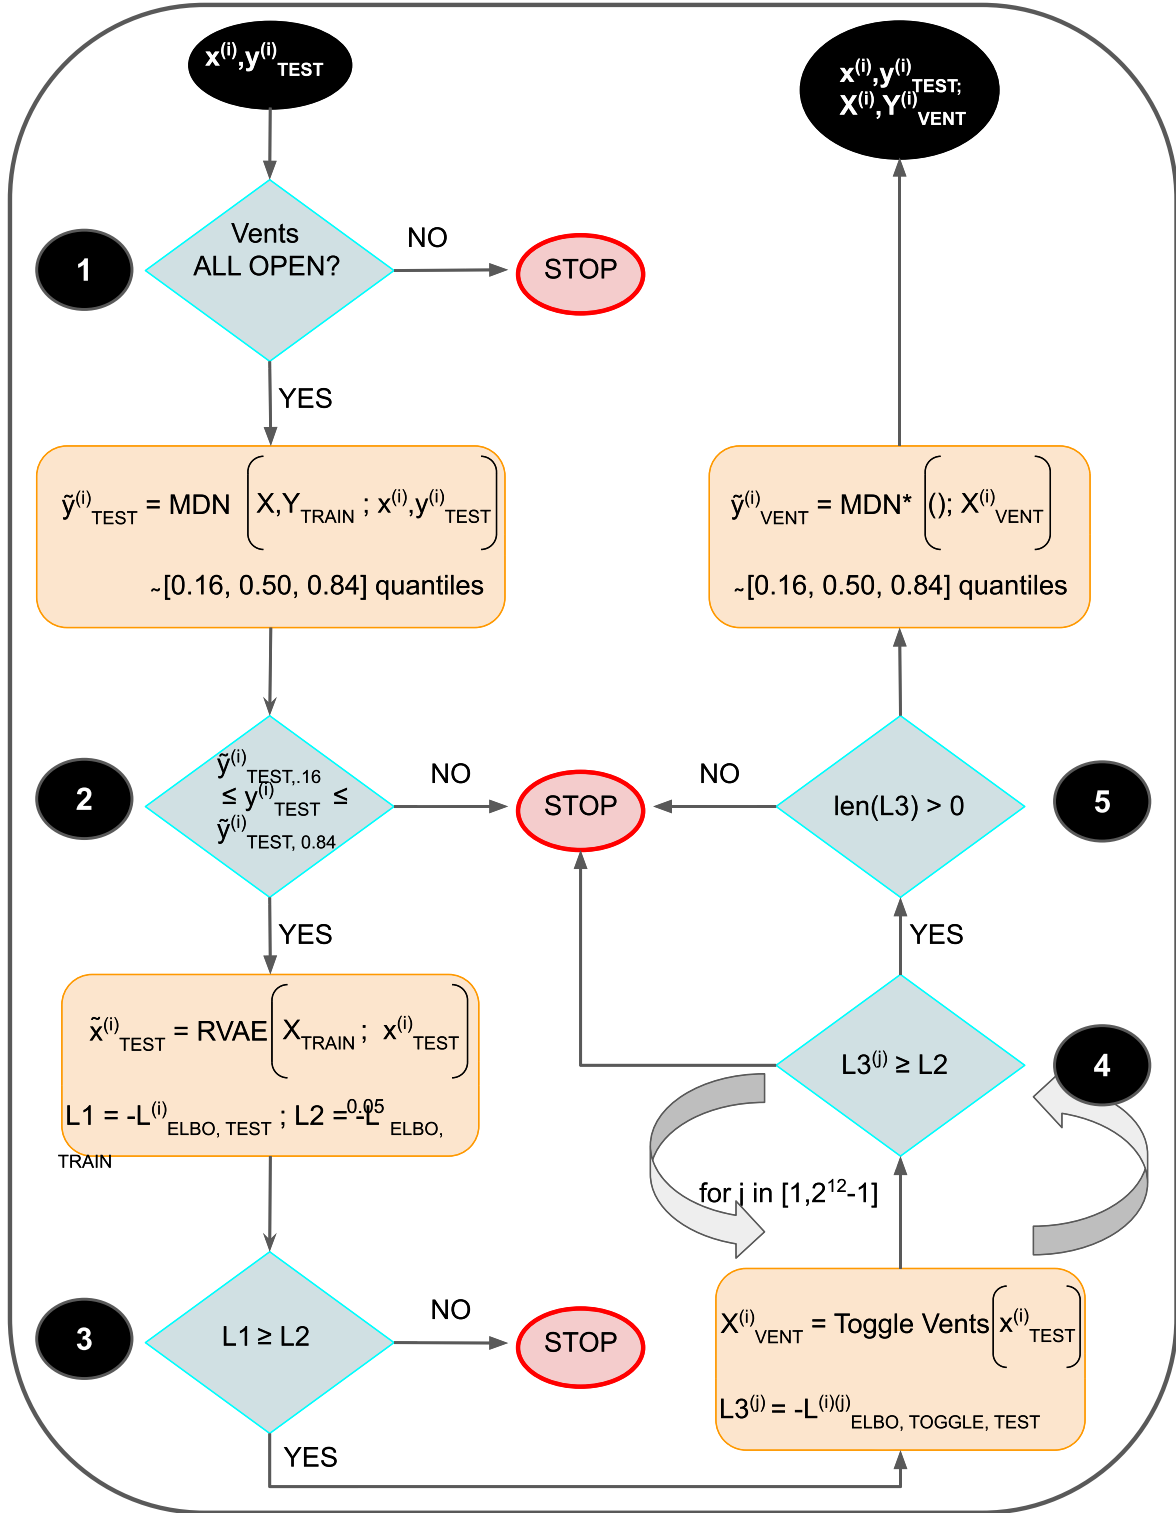 x⁽ⁱ⁾,y⁽ⁱ⁾TEST
Vents
ALL OPEN?
1
NO
STOP
YES
ỹ⁽ⁱ⁾TEST = MDN ( X,YTRAIN ; x⁽ⁱ⁾,y⁽ⁱ⁾TEST )
~[0.16, 0.50, 0.84] quantiles
2
ỹ⁽ⁱ⁾TEST,.16
≤ y⁽ⁱ⁾TEST ≤
ỹ⁽ⁱ⁾TEST, 0.84
NO
STOP
YES
x̃⁽ⁱ⁾TEST = RVAE ( XTRAIN ; x⁽ⁱ⁾TEST )
L1 = -L⁽ⁱ⁾ELBO, TEST ; L2 = -L⁰·⁰⁵ELBO,
TRAIN
3
L1 ≥ L2
NO
STOP
YES
X⁽ⁱ⁾VENT = Toggle Vents ( x⁽ⁱ⁾TEST )
L3⁽ʲ⁾ = -L⁽ⁱ⁾⁽ʲ⁾ELBO, TOGGLE, TEST
for j in [1,2¹²-1]
L3⁽ʲ⁾ ≥ L2
4
YES
len(L3) > 0
5
NO
ỹ⁽ⁱ⁾VENT = MDN* ( (); X⁽ⁱ⁾VENT )
~[0.16, 0.50, 0.84] quantiles
x⁽ⁱ⁾,y⁽ⁱ⁾TEST;
X⁽ⁱ⁾,Y⁽ⁱ⁾VENT